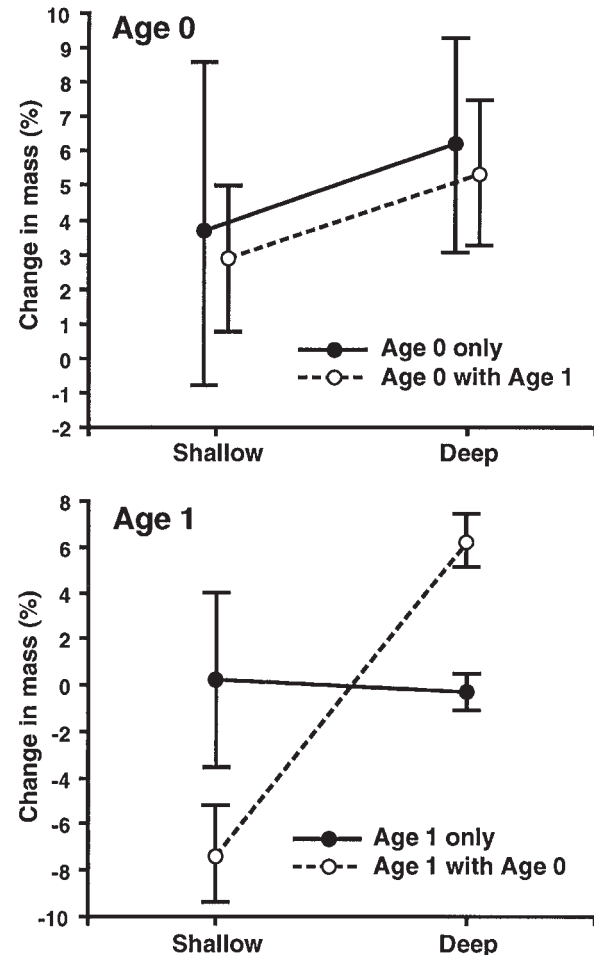 Age 0
Change in mass (%)
10
9
8
7
6
5
4
3
2
1
0
-1
-2
Age 0 only
Age 0 with Age 1
Shallow
Deep
Age 1
Change in mass (%)
8
6
4
2
0
-2
-4
-6
-8
-10
Age 1 only
Age 1 with Age 0
Shallow
Deep